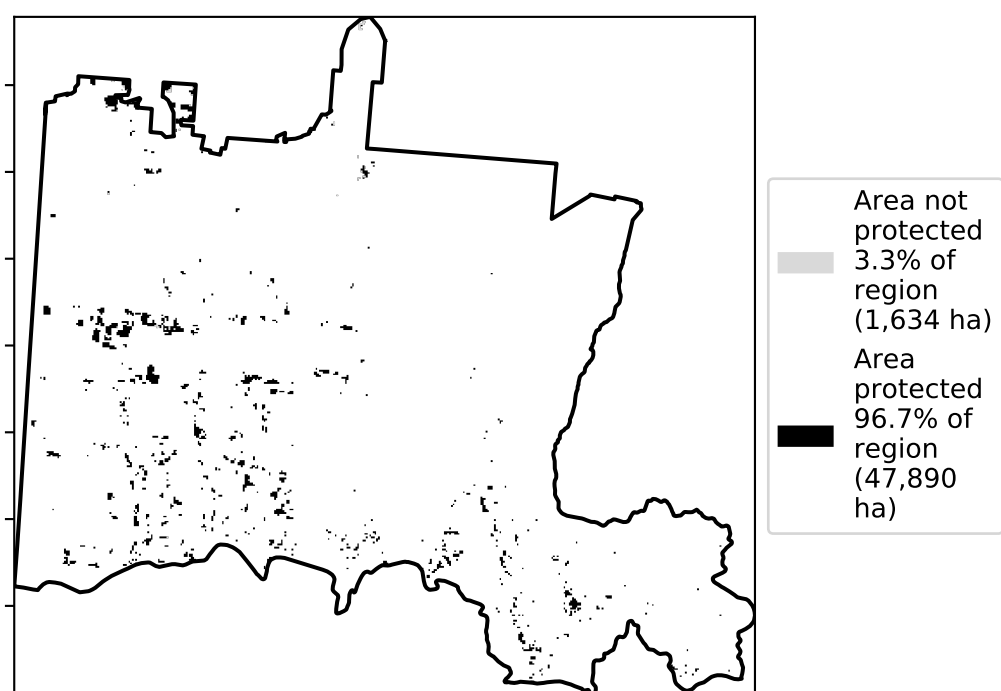 Area not
protected
3.3% of
region
(1,634 ha)
Area
protected
96.7% of
region
(47,890
ha)